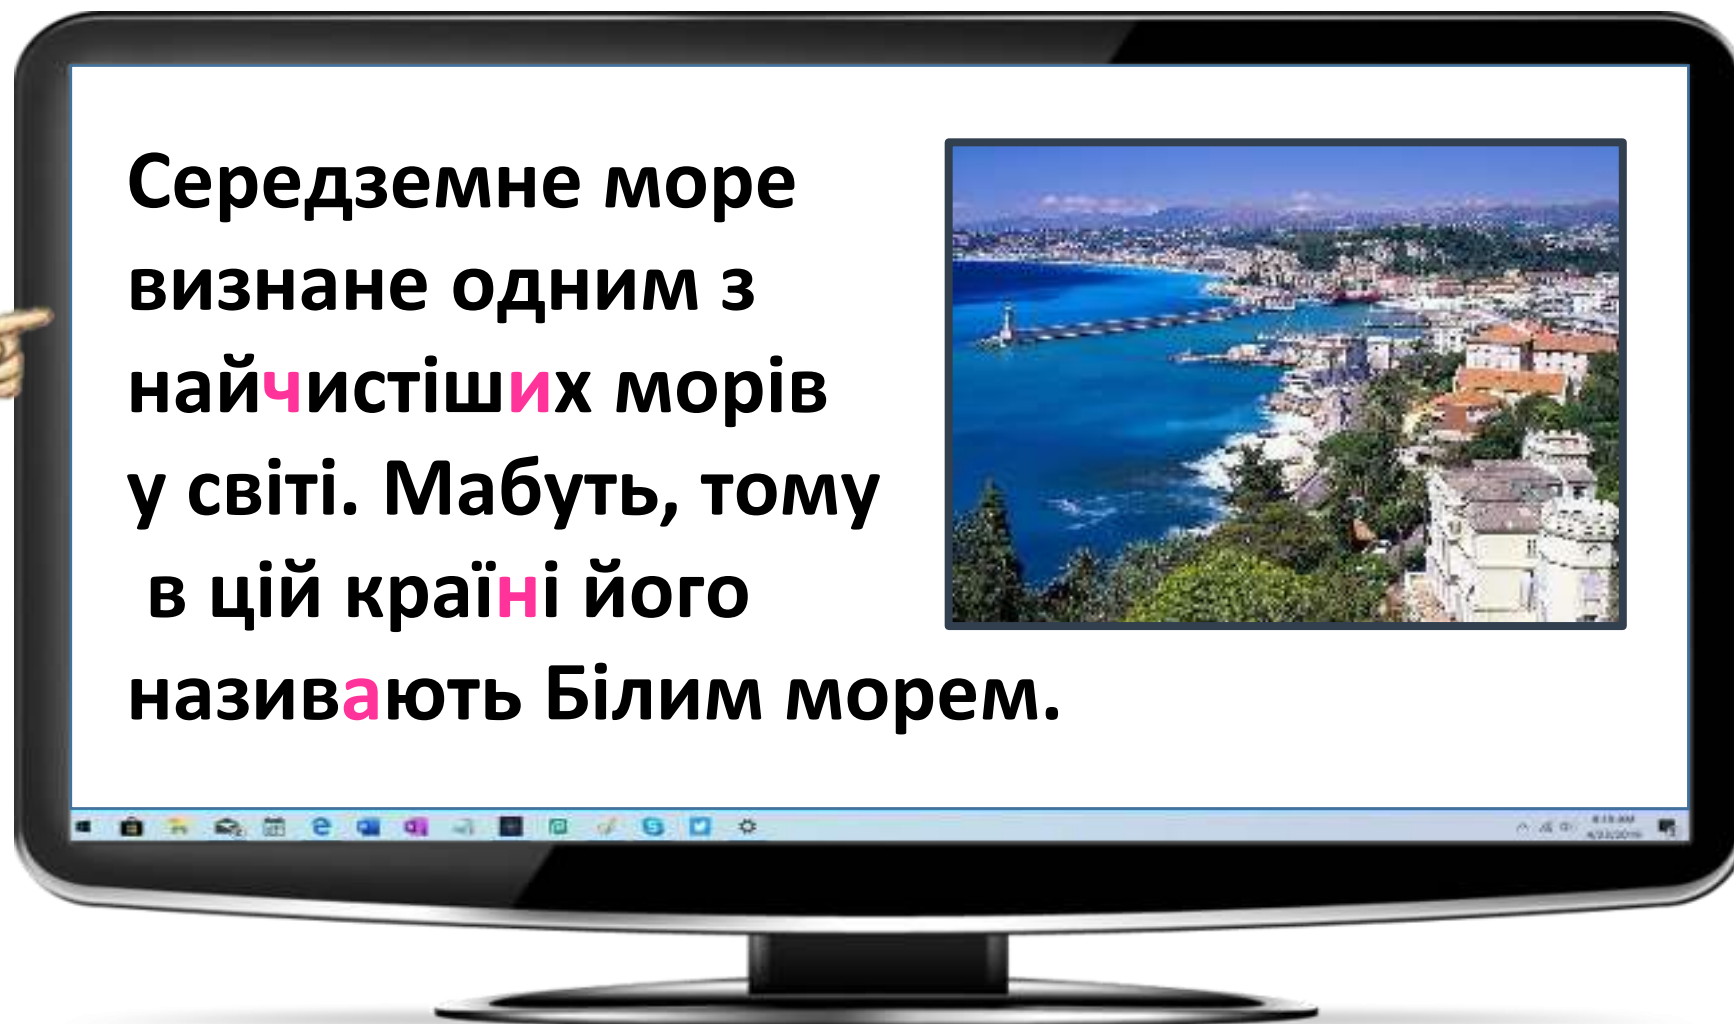 Середземне море
визнане одним з
найчистіших морів
у світі. Мабуть, тому
в цій країні його
називають Білим морем.